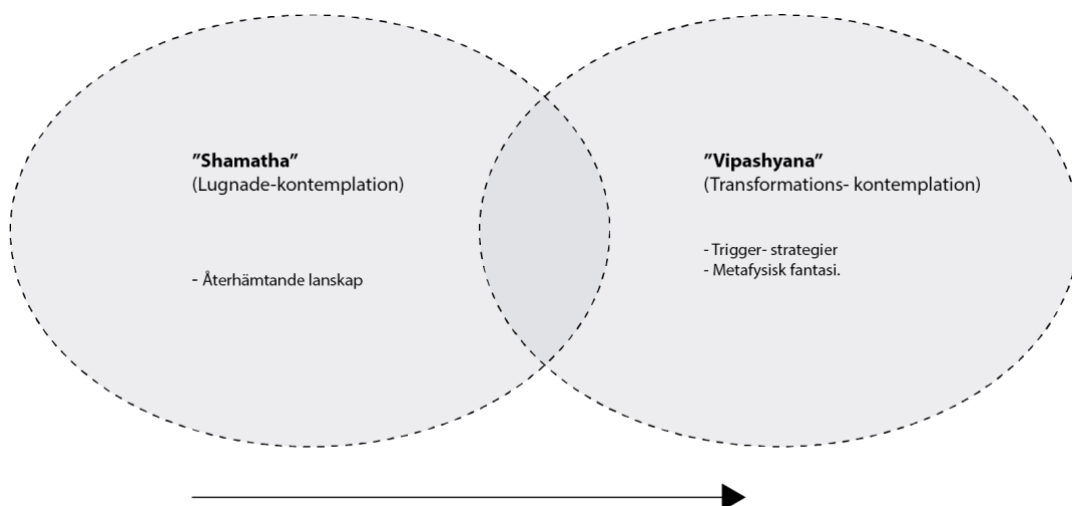 ”Shamatha”
(Lugnade-kontemplation)
- Återhämtande lanskap
”Vipashyana”
(Transformations- kontemplation)
- Trigger- strategier
- Metafysisk fantasi.